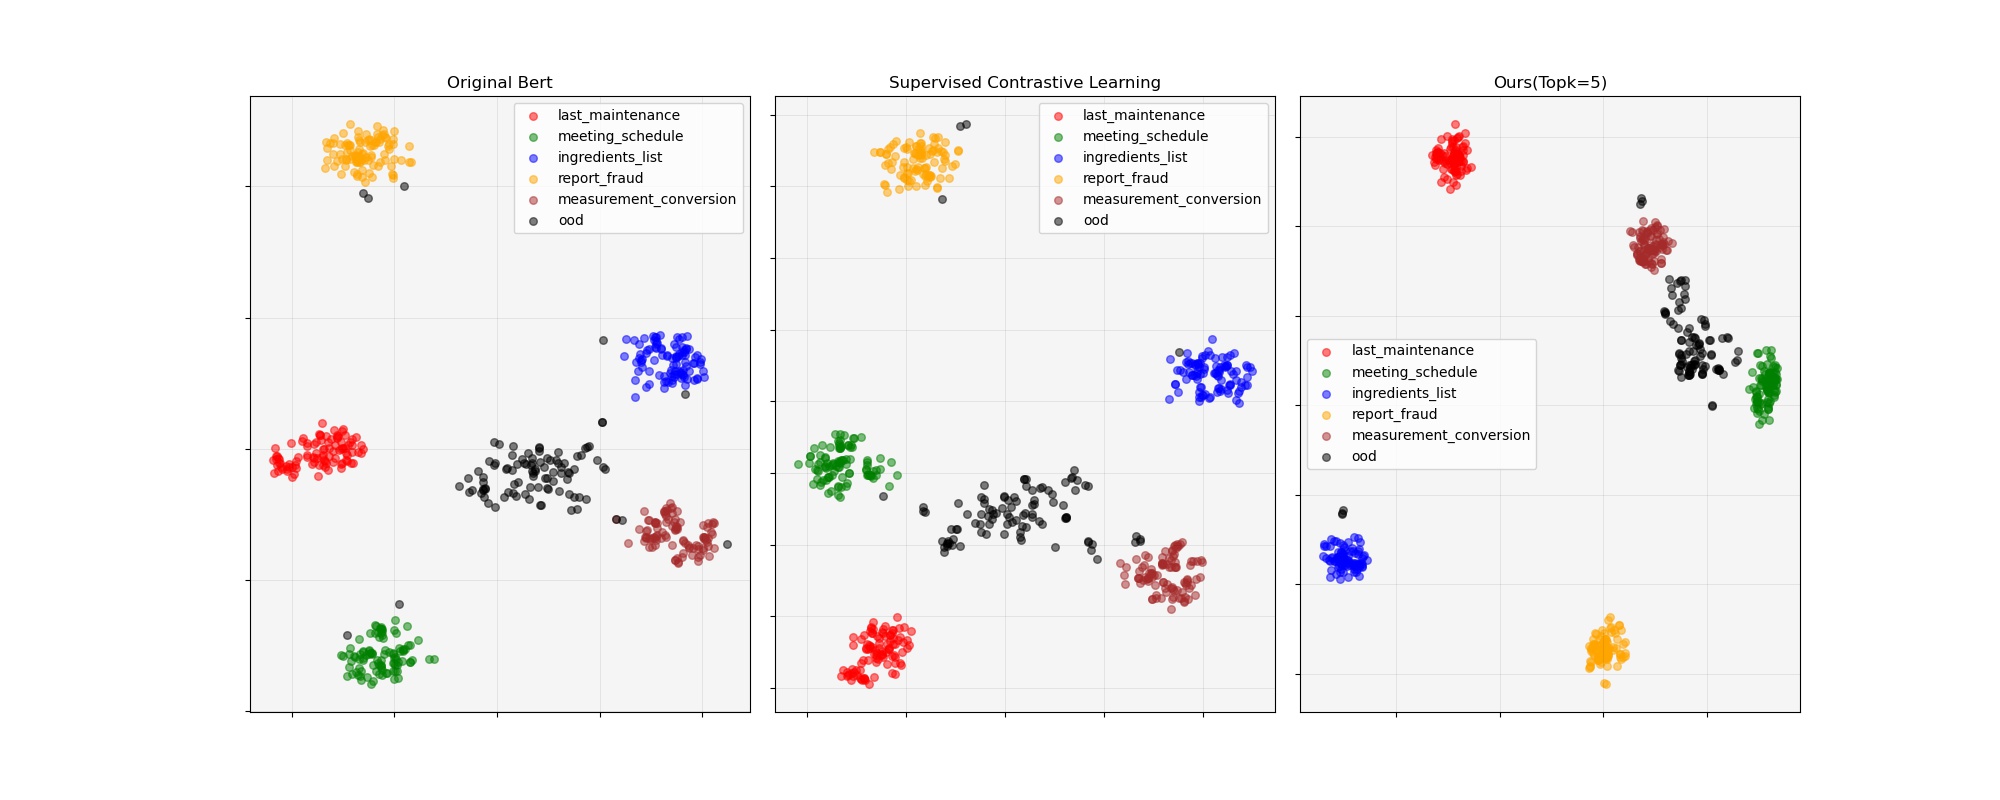 Original Bert
last_maintenance
meeting_schedule
ingredients_list
report_fraud
measurement_conversion
ood
Supervised Contrastive Learning
last_maintenance
meeting_schedule
ingredients_list
report_fraud
measurement_conversion
ood
Ours(Topk=5)
last_maintenance
meeting_schedule
ingredients_list
report_fraud
measurement_conversion
ood